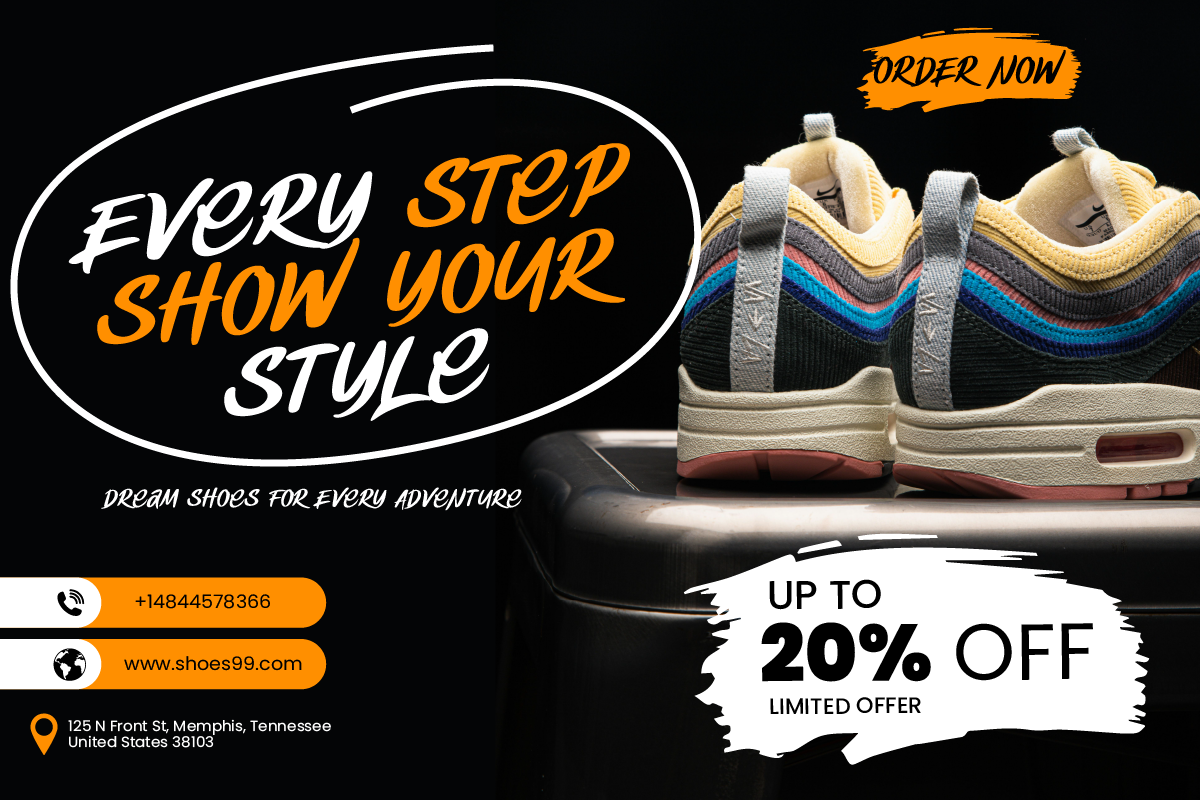 ORDER NOW
EVERY STEP
SHOW YOUR
STYLE
DREAM SHOES FOR EVERY ADVENTURE
+14844578366
www.shoes99.com
125 N Front St, Memphis, Tennessee
United States 38103
UP TO
20% OFF
LIMITED OFFER